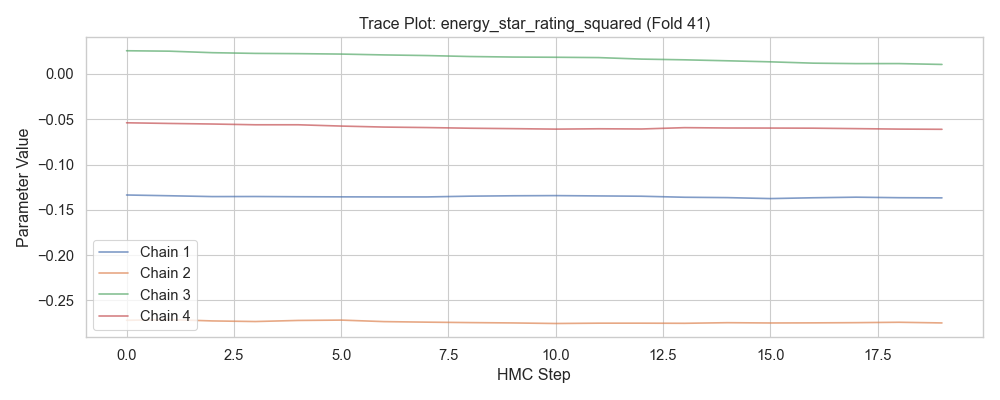 Trace Plot: energy_star_rating_squared (Fold 41)
Parameter Value
0.00
−0.05
−0.10
−0.15
−0.20
−0.25
Chain 1
Chain 2
Chain 3
Chain 4
0.0 2.5 5.0 7.5 10.0 12.5 15.0 17.5
HMC Step